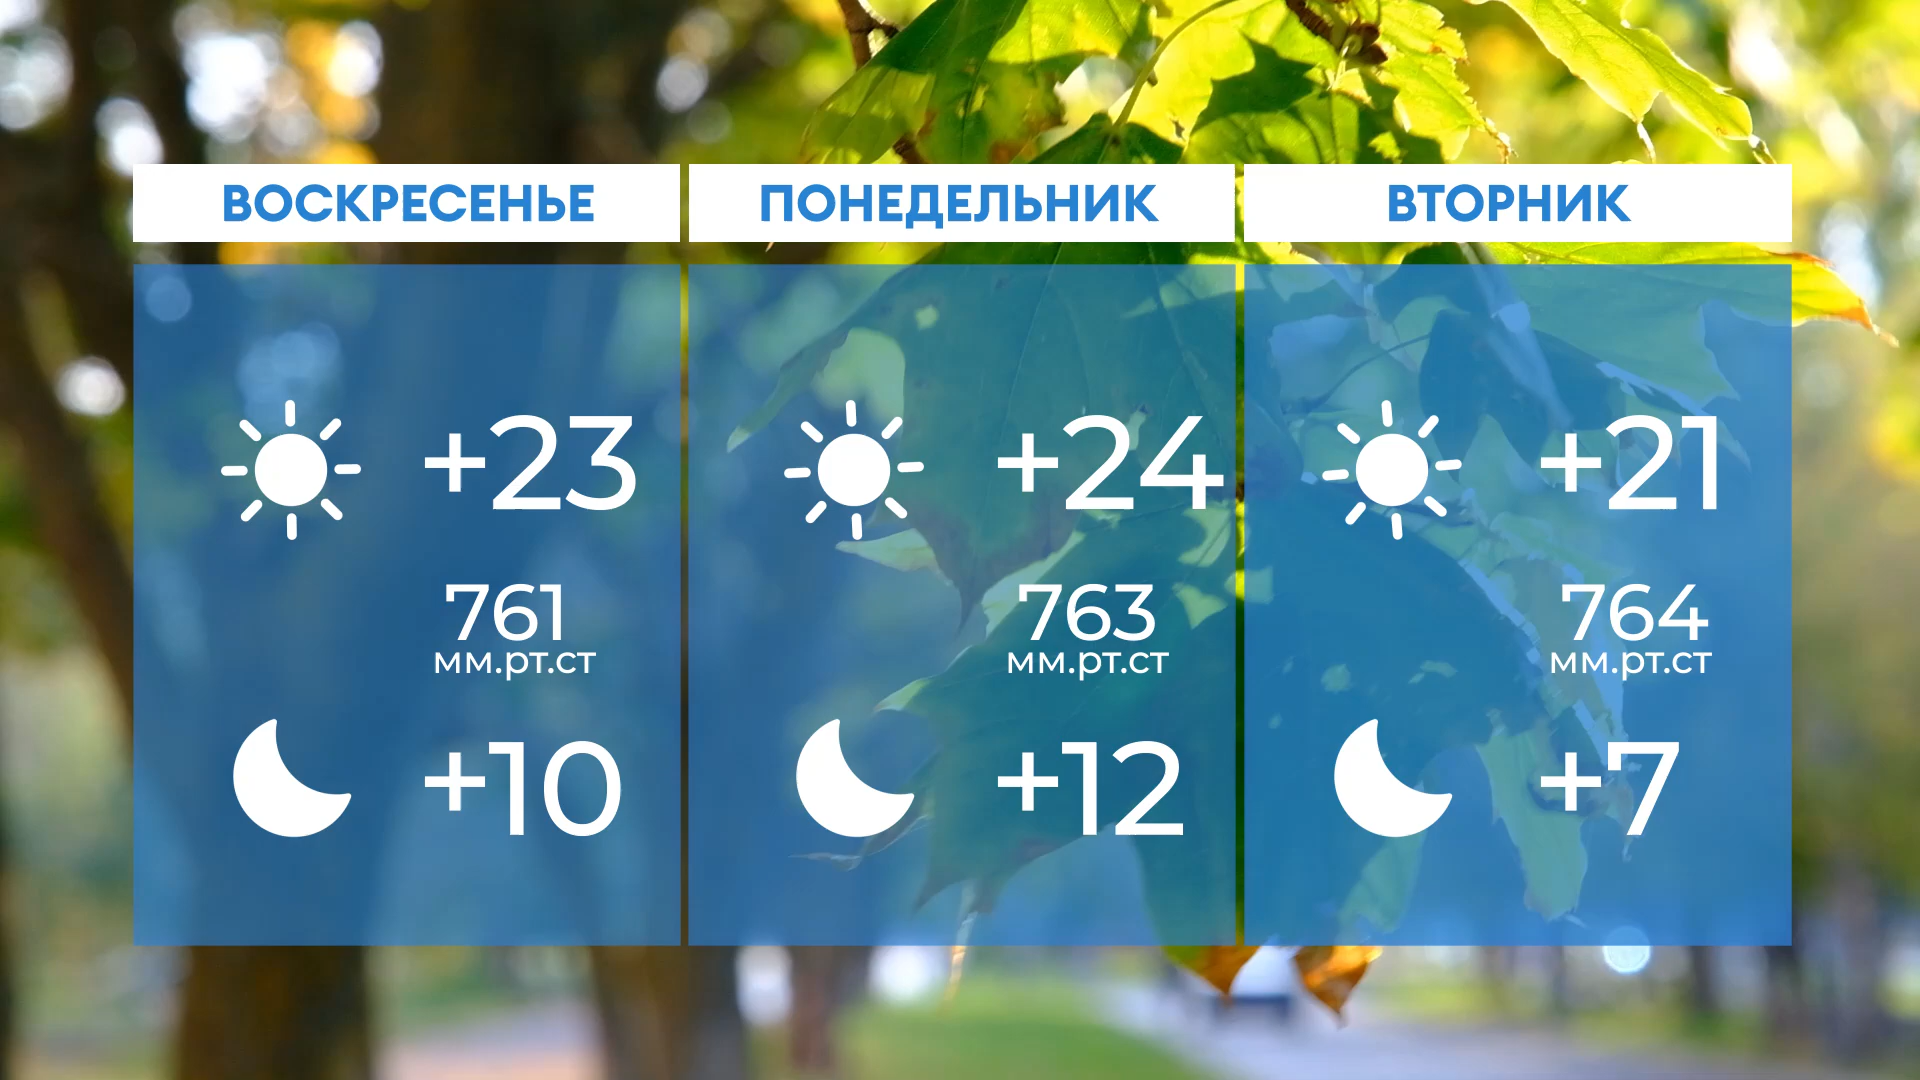 ВОСКРЕСЕНЬЕ
+23
761
мм.рт.ст
+10
ПОНЕДЕЛЬНИК
+24
763
мм.рт.ст
+12
ВТОРНИК
+21
764
мм.рт.ст
+7